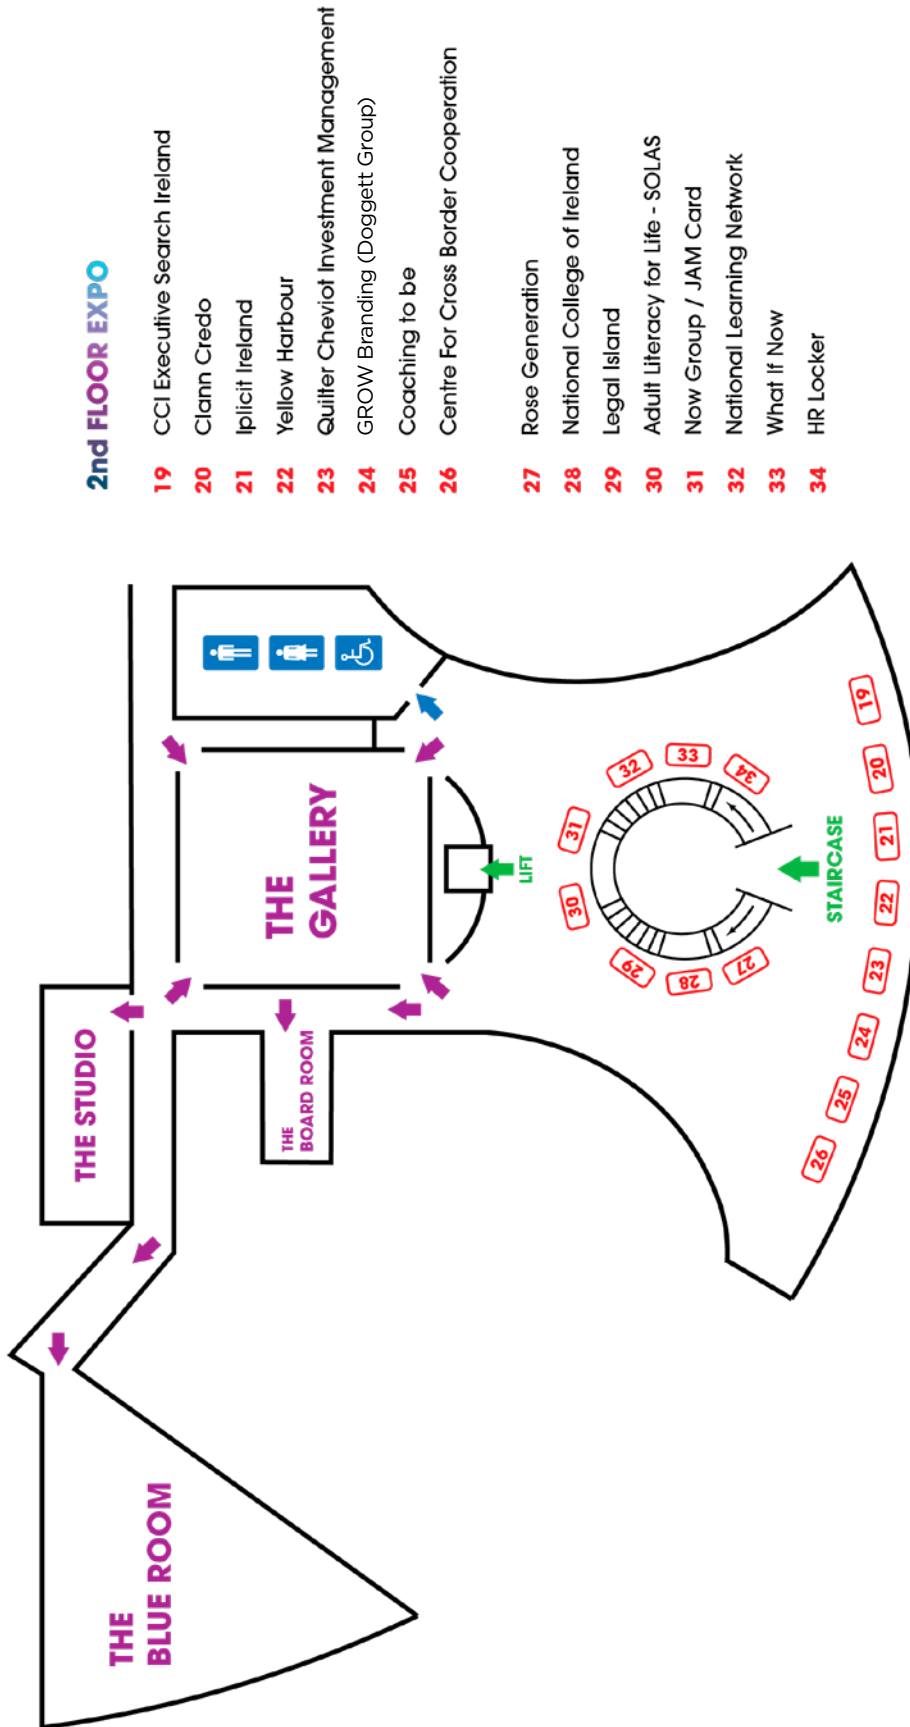 2nd FLOOR EXPO
19 CCI Executive Search Ireland
20 Clann Credo
21 Iplicit Ireland
22 Yellow Harbour
23 Quilter Cheviot Investment Management
24 GROW Branding (Doggett Group)
25 Coaching to be
26 Centre For Cross Border Cooperation
27 Rose Generation
28 National College of Ireland
29 Legal Island
30 Adult Literacy for Life - SOLAS
31 Now Group / JAM Card
32 National Learning Network
33 What If Now
34 HR Locker
THE
BLUE ROOM
THE STUDIO
THE
BOARD ROOM
THE
GALLERY
LIFT
STAIRCASE
30
31
29
32
28
33
27
34
26
25
24
23
22
21
20
19